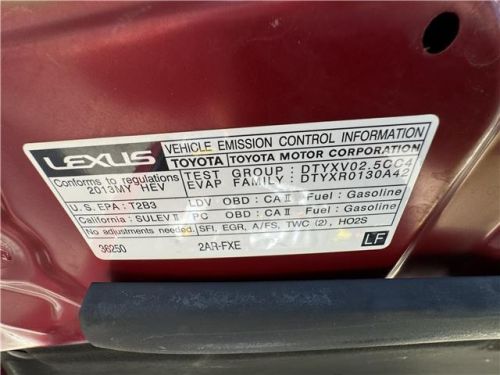 LEXUS VEHICLE EMISSION CONTROL INFORMATION
TOYOTA TOYOTA MOTOR CORPORATION
Conforms to regulations TEST GROUP : DTYXV02.5CC4
2013MY HEV EVAP FAMILY : DTYXR0130A42
U.S.EPA : T2B3 LDV OBD : CA II Fuel : Gasoline
California : SULEV II PC OBD : CA II Fuel : Gasoline
No adjustments needed. SFI, EGR, A/FS, TWC (2), HO2S
36250 2AR-FXE LF